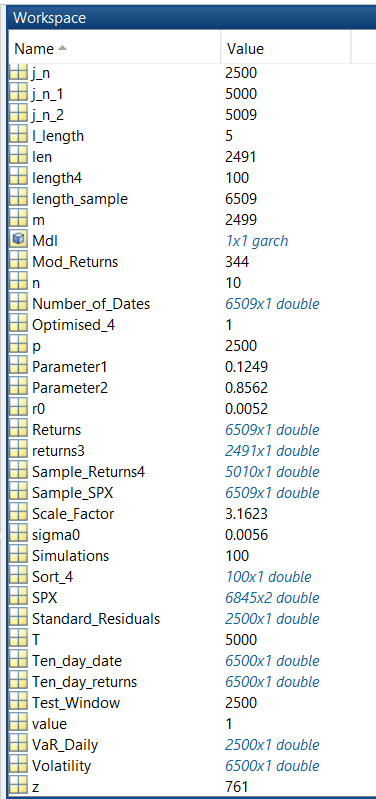 Workspace
Name Value
j_n 2500
j_n_1 5000
j_n_2 5009
l_length 5
len 2491
length4 100
length_sample 6509
m 2499
Mdl 1x1 garch
Mod_Returns 344
n 10
Number_of_Dates 6509x1 double
Optimised_4 1
p 2500
Parameter1 0.1249
Parameter2 0.8562
r0 0.0052
Returns 6509x1 double
returns3 2491x1 double
Sample_Returns4 5010x1 double
Sample_SPX 6509x1 double
Scale_Factor 3.1623
sigma0 0.0056
Simulations 100
Sort_4 100x1 double
SPX 6845x2 double
Standard_Residuals 2500x1 double
T 5000
Ten_day_date 6500x1 double
Ten_day_returns 6500x1 double
Test_Window 2500
value 1
VaR_Daily 2500x1 double
Volatility 6500x1 double
z 761